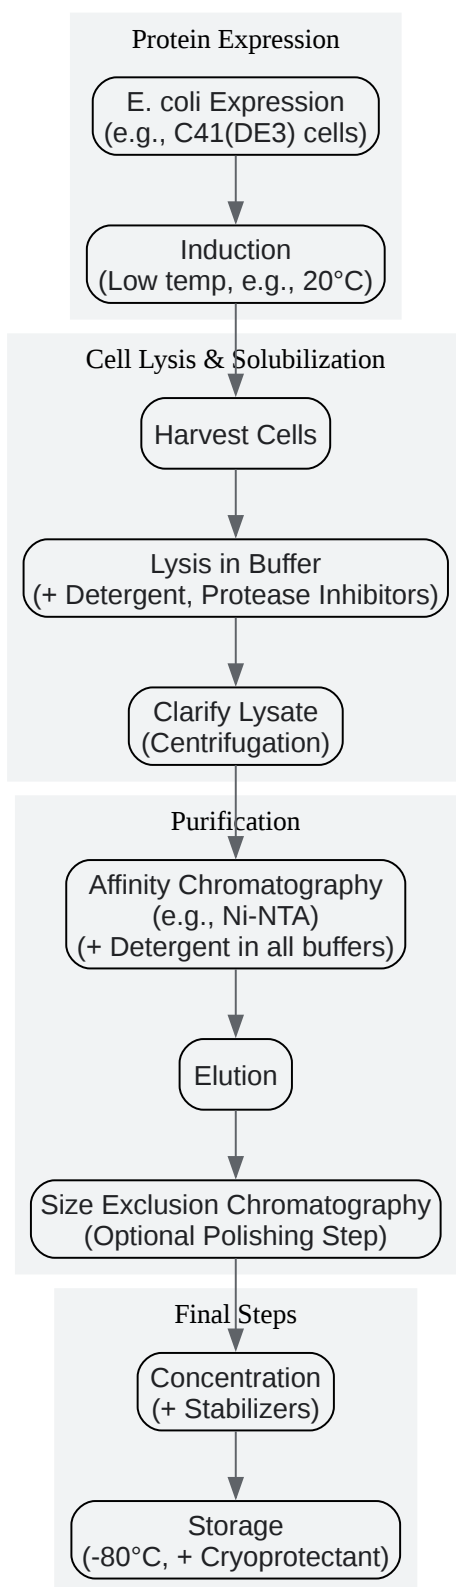 Protein Expression
E. coli Expression
(e.g., C41(DE3) cells)
Induction
(Low temp, e.g., 20°C)
Cell Lysis & Solubilization
Harvest Cells
Lysis in Buffer
(+ Detergent, Protease Inhibitors)
Clarify Lysate
(Centrifugation)
Purification
Affinity Chromatography
(e.g., Ni-NTA)
(+ Detergent in all buffers)
Elution
Size Exclusion Chromatography
(Optional Polishing Step)
Final Steps
Concentration
(+ Stabilizers)
Storage
(-80°C, + Cryoprotectant)